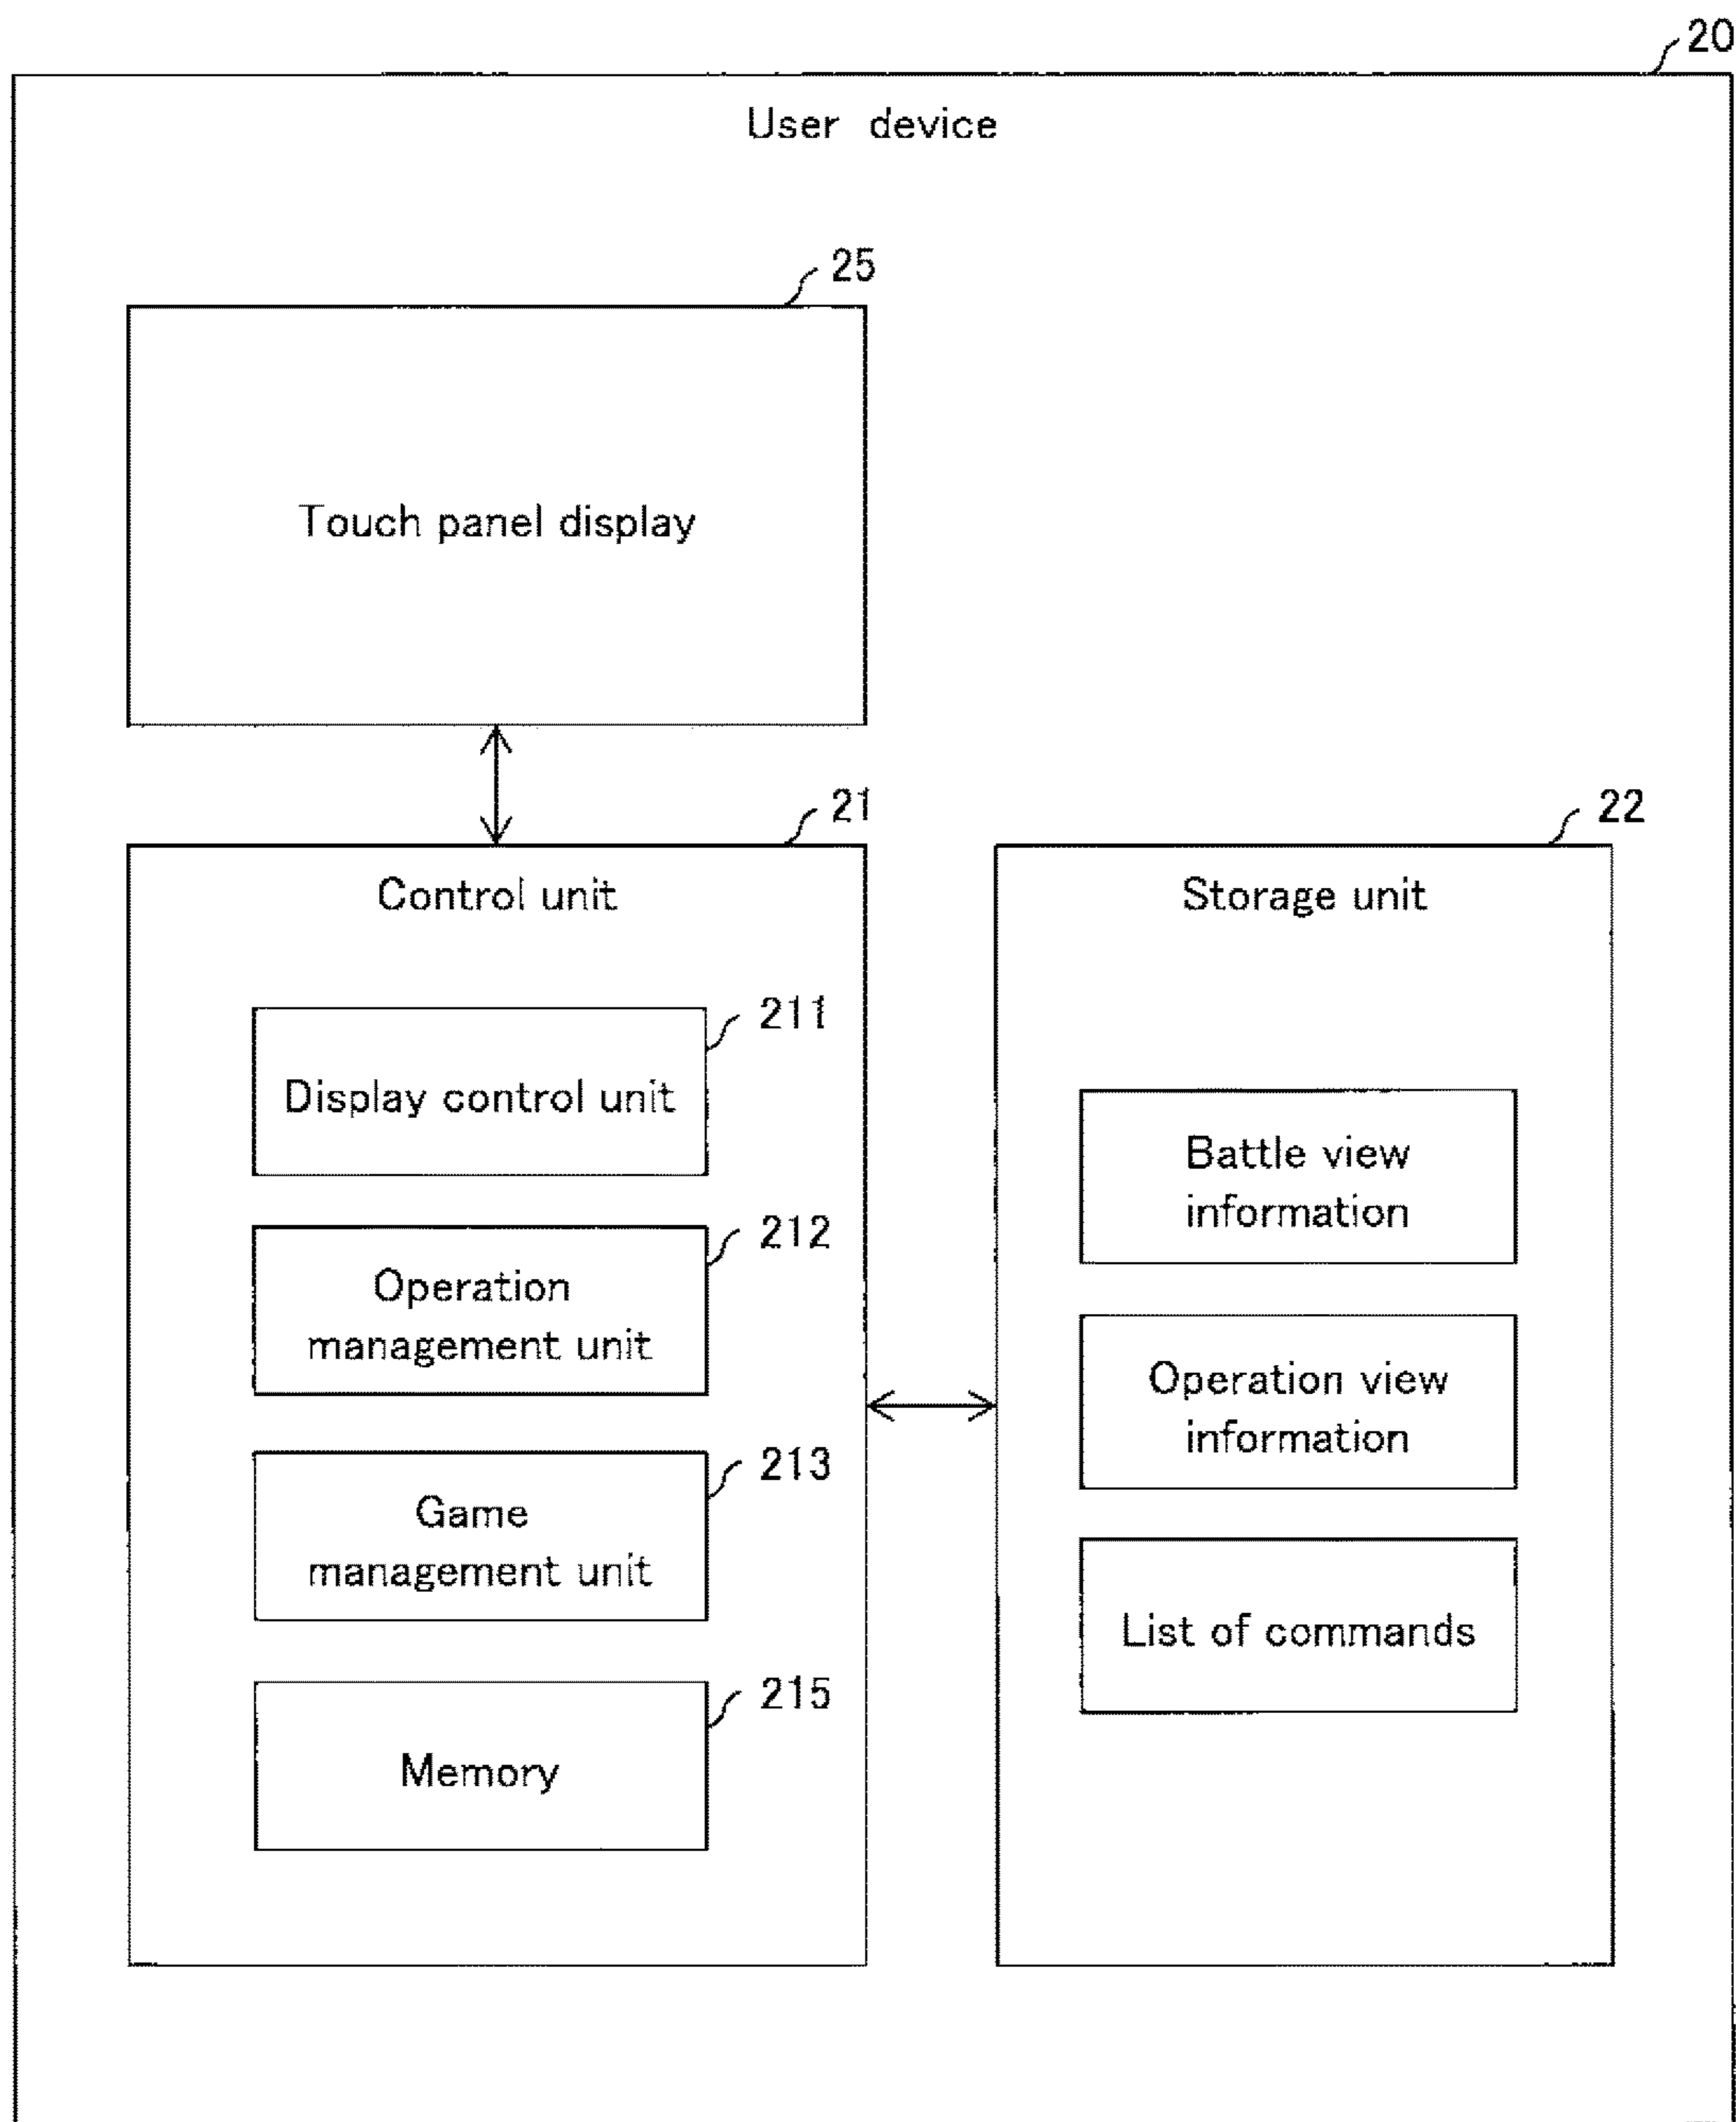 20
User device
25
Touch panel display
21
Control unit
211
Display control unit
212
Operation
management unit
213
Game
management unit
215
Memory
22
Storage unit
Battle view
information
Operation view
information
List of commands